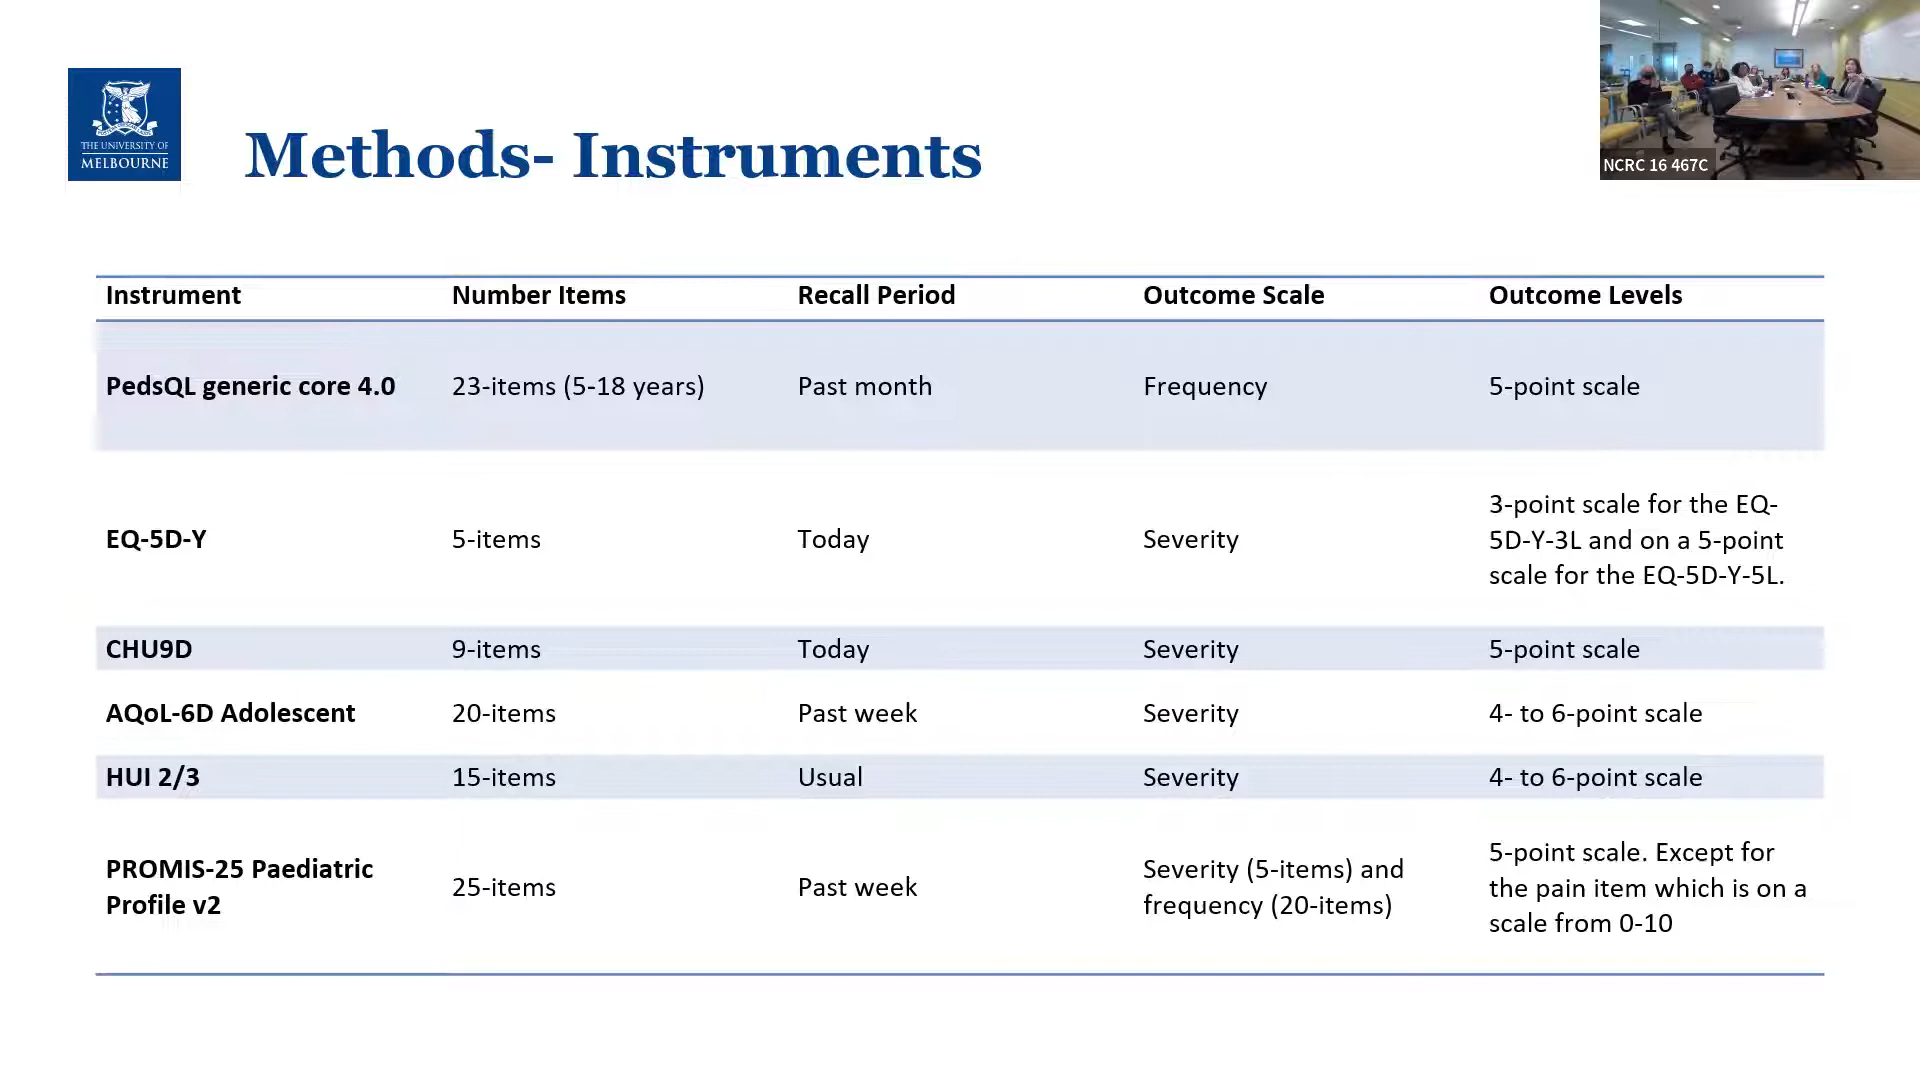 THE UNIVERSITY OF
MELBOURNE
Methods- Instruments
NCRC 16 467C
Instrument Number Items Recall Period Outcome Scale Outcome Levels
PedsQL generic core 4.0 23-items (5-18 years) Past month Frequency 5-point scale
EQ-5D-Y 5-items Today Severity 3-point scale for the EQ-
5D-Y-3L and on a 5-point
scale for the EQ-5D-Y-5L.
CHU9D 9-items Today Severity 5-point scale
AQoL-6D Adolescent 20-items Past week Severity 4- to 6-point scale
HUI 2/3 15-items Usual Severity 4- to 6-point scale
PROMIS-25 Paediatric
Profile v2
25-items
Past week
Severity (5-items) and
frequency (20-items)
5-point scale. Except for
the pain item which is on a
scale from 0-10